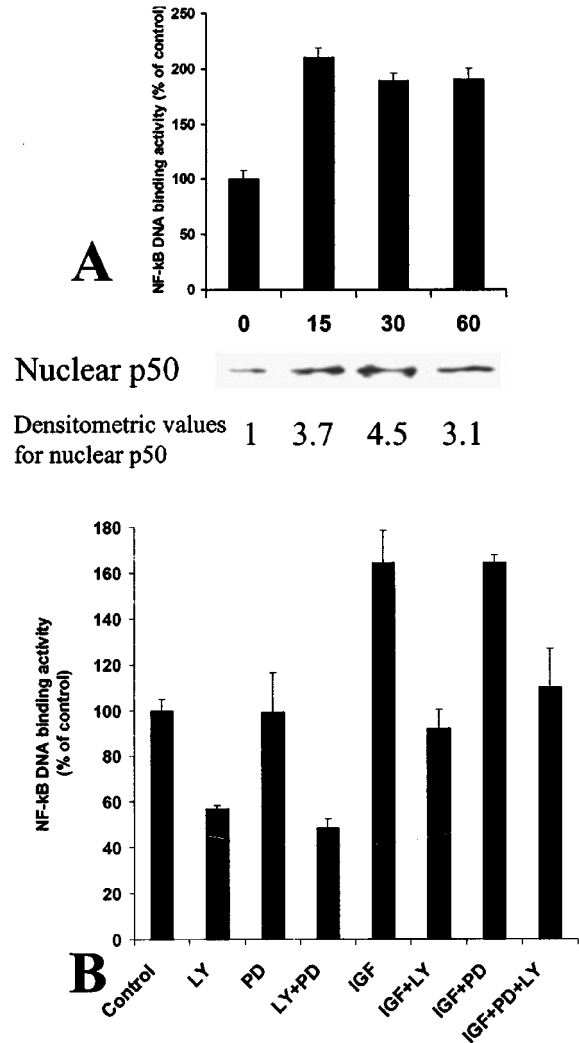 NF-kB DNA binding activity (% of control)
250
200
150
100
50
0
A
0 15 30 60
Nuclear p50
Densitometric values 1 3.7 4.5 3.1
for nuclear p50
NF-kB DNA binding activity
(% of control)
180
160
140
120
100
80
60
40
20
0
B
Control LY PD LY+PD IGF IGF+LY IGF+PD IGF+PD+LY